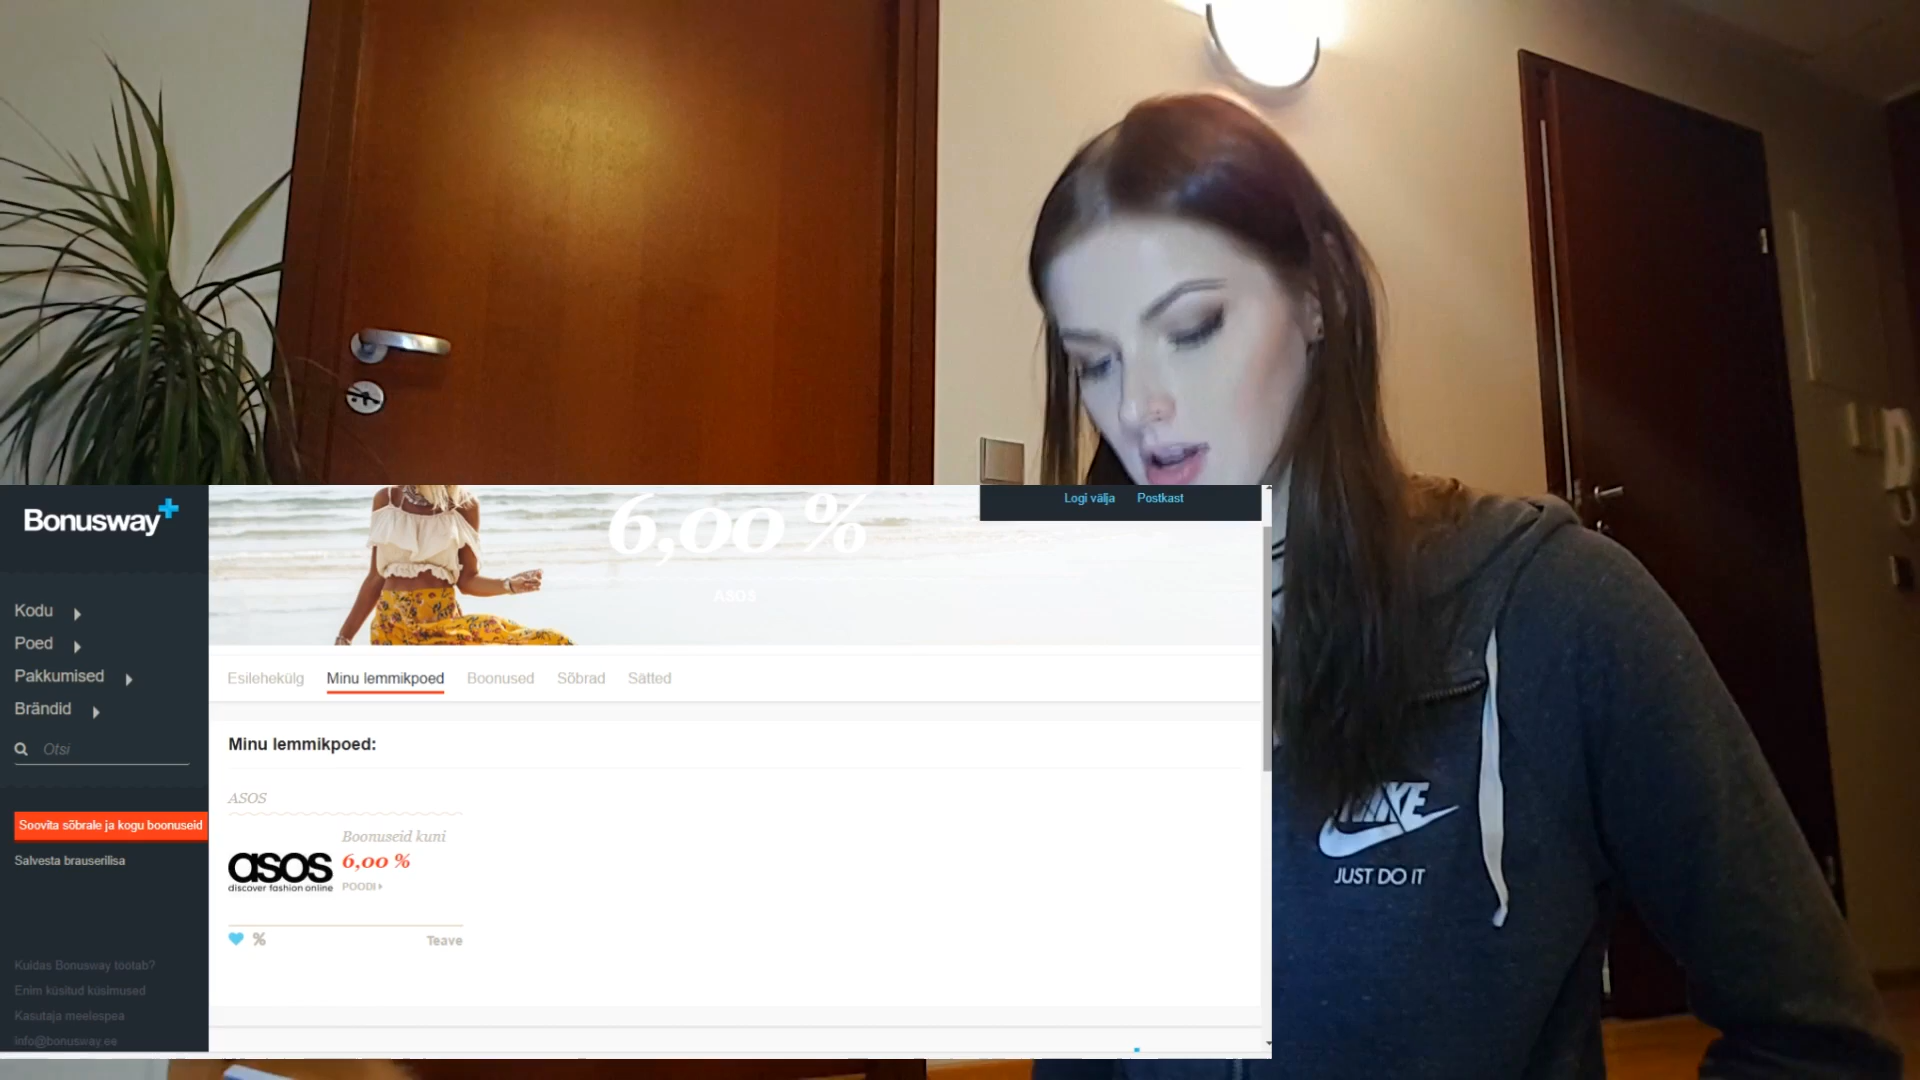 Bonusway+
Kodu
Poed
Pakkumised
Brändid
Otsi
Soovita sõbrale ja kogu boonuseid
Salvesta brauserilisa
Kuidas Bonusway töötab?
Enim küsitud küsimused
Kasutaja meelespea
info@bonusway.ee
Logi välja Postkast
6,00 %
ASOS
Esilehekülg Minu lemmikpoed Boonused Sõbrad Sätted
Minu lemmikpoed:
ASOS
Boonuseid kuni
6,00 %
POODI
asos
discover fashion online
% Teave
NIKE
JUST DO IT